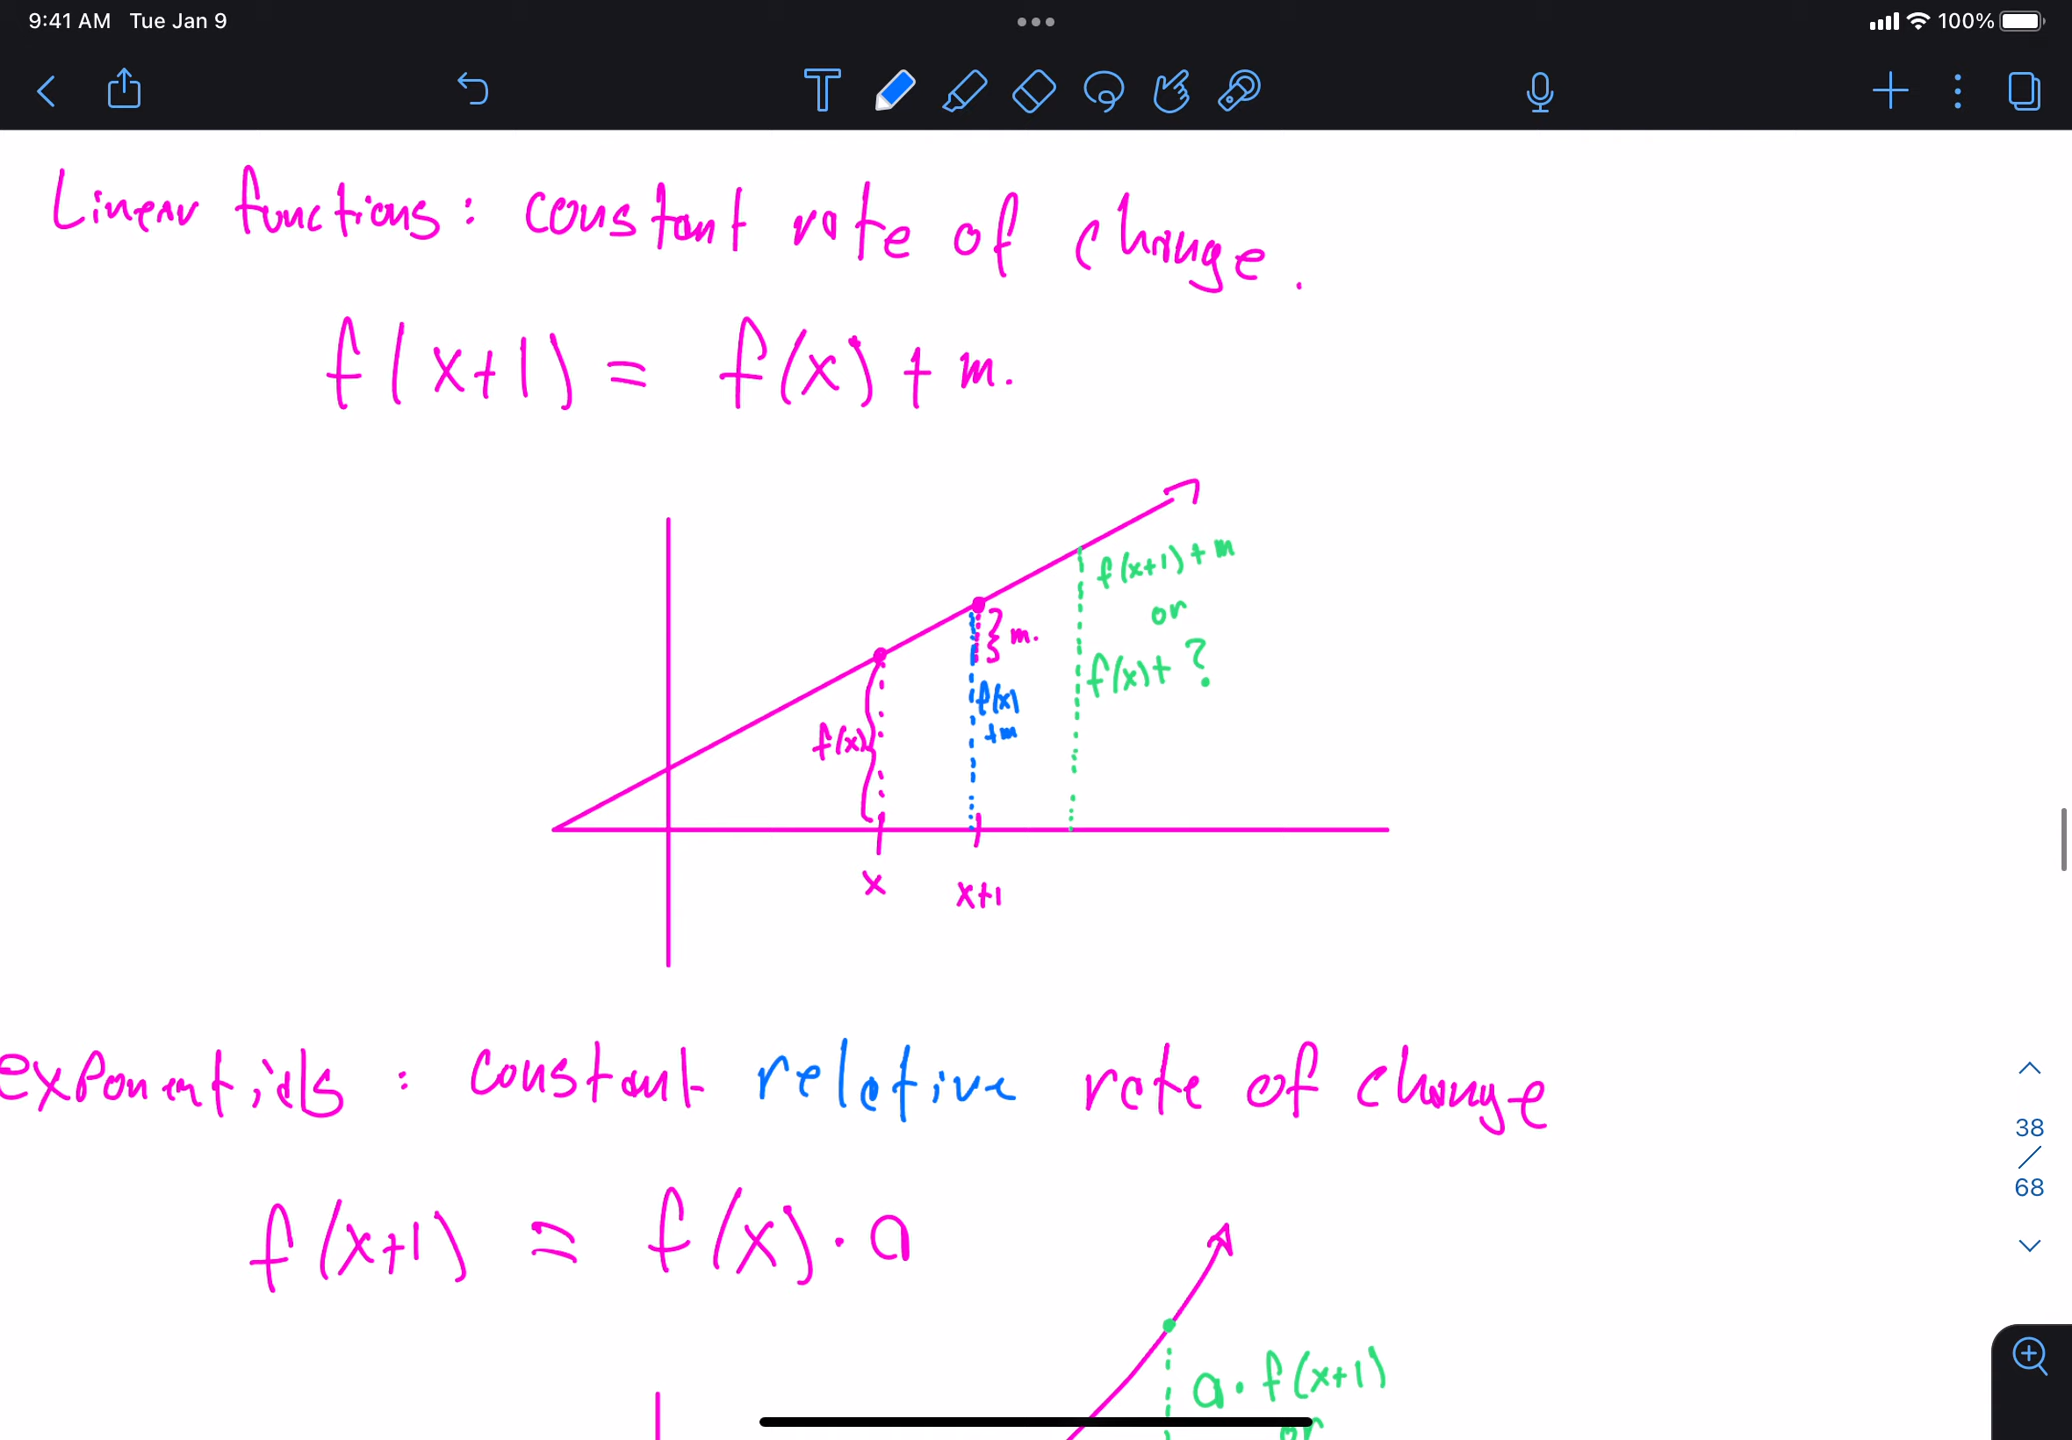 9:41 AM Tue Jan 9
100%
Linear functions: constant rate of change.
f(x+1) = f(x) + m.
f(x+1) + m
or
f(x) + ?
m.
f(x)
+m
f(x)
x
x+1
exponentials: constant relative rate of change
f(x+1) = f(x) · a
a · f(x+1)
or
38
/
68